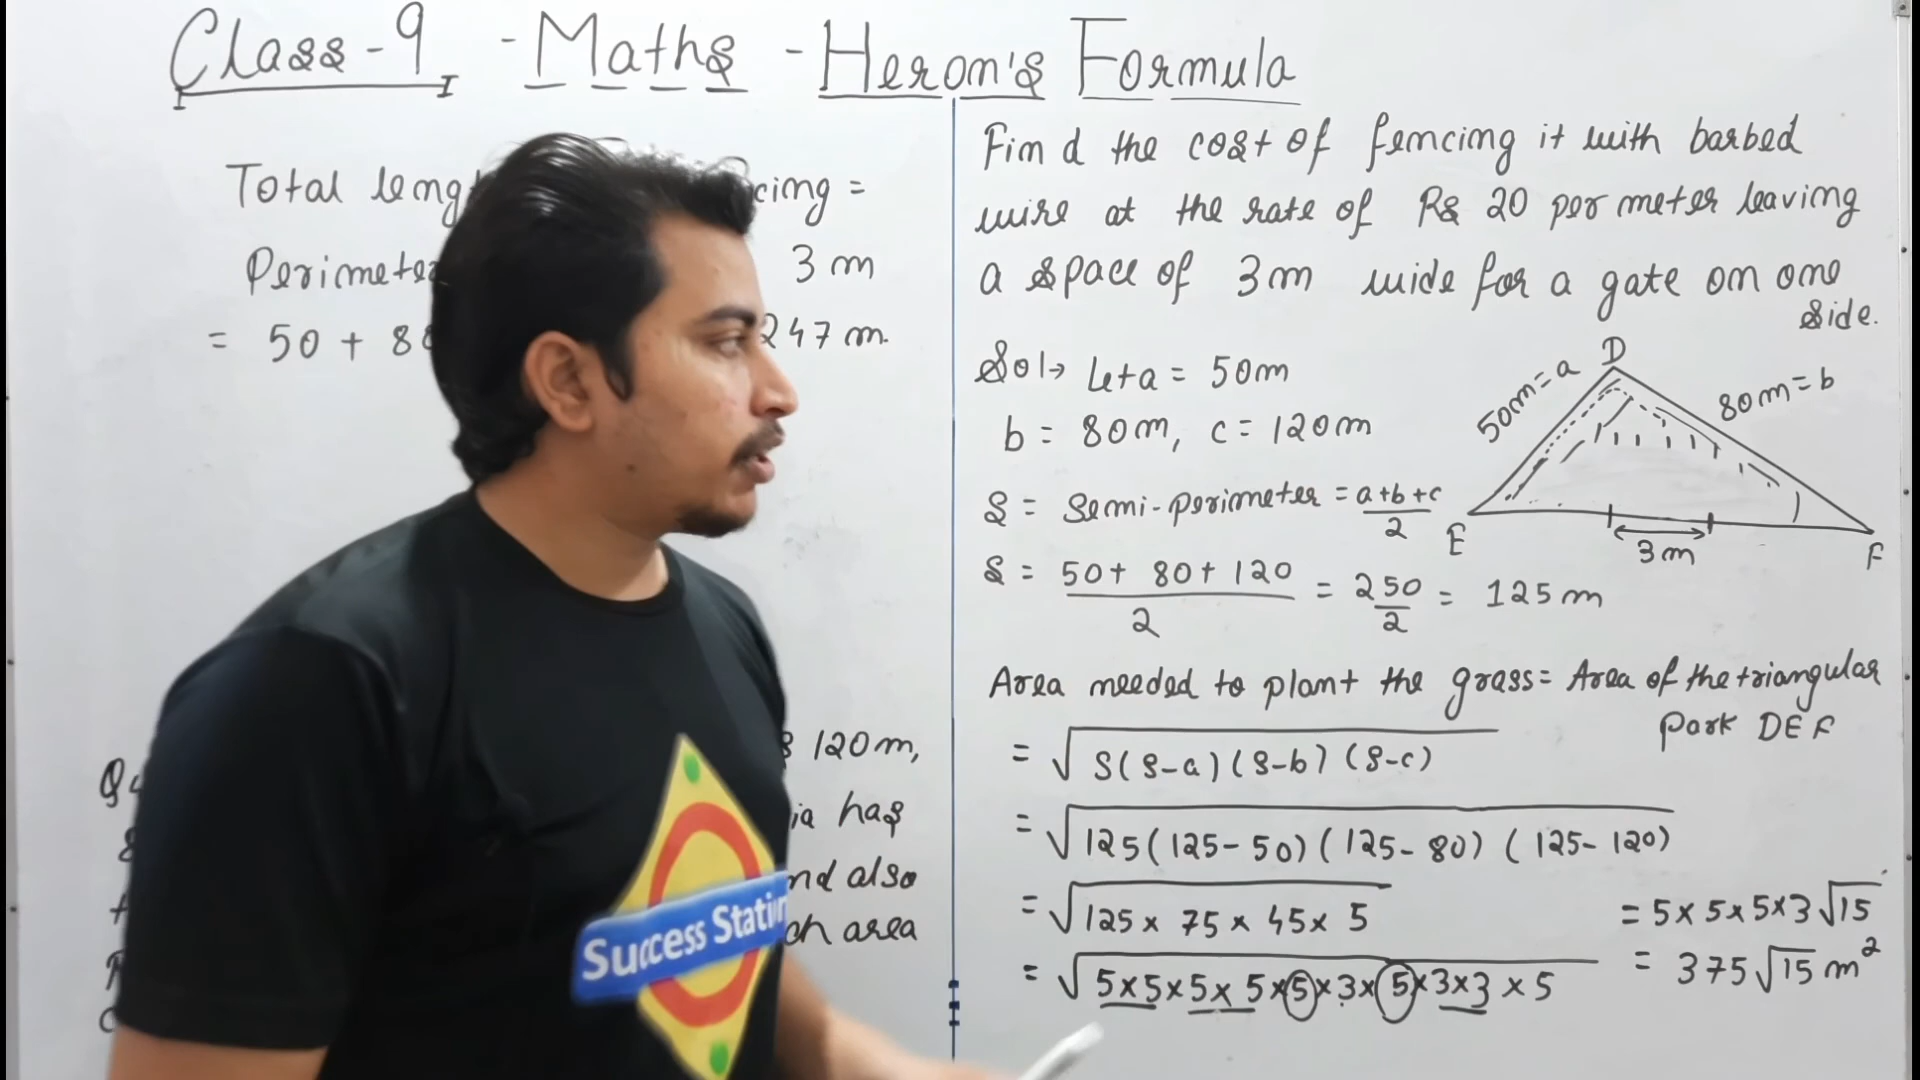 Class-9 - Maths - Heron's Formula
Total leng cing =
Perimeter 3 m
= 50 + 8 247 m.
120m,
ia has
nd also
ch area
Find the cost of fencing it with barbed
wire at the rate of Rs 20 per meter leaving
a space of 3m wide for a gate on one
side.
Sol→ Let a = 50m
b = 80m, c = 120m
50m = a
D
80m = b
E
3m
F
S = Semi-perimeter = a+b+c/2
S = 50 + 80 + 120/2 = 250/2 = 125 m
Area needed to plant the grass = Area of the triangular
park DEF
= √S(S-a)(S-b)(S-c)
= √125(125-50)(125-80)(125-120)
= √125 × 75 × 45 × 5
= √5×5×5×5×5×3×5×3×3×5
= 5×5×5×3√15
= 375√15 m²
Success Station